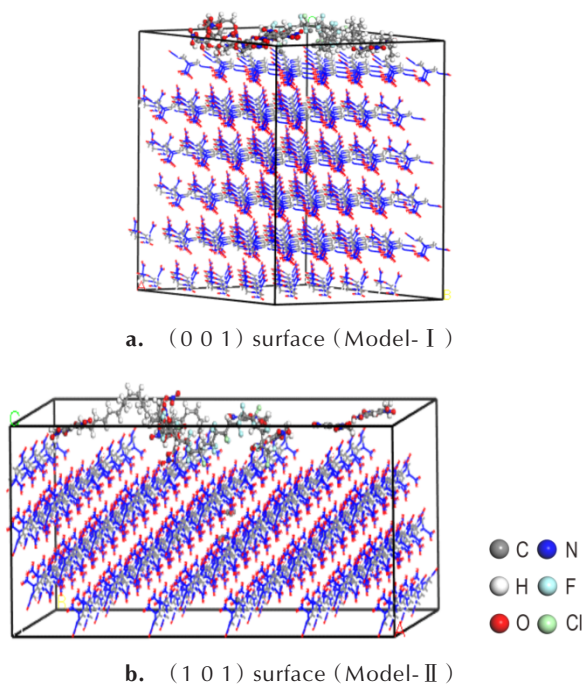 C
A
B
a. (0 0 1) surface (Model-Ⅰ)
C
B
A
C N
H F
O Cl
b. (1 0 1) surface (Model-Ⅱ)